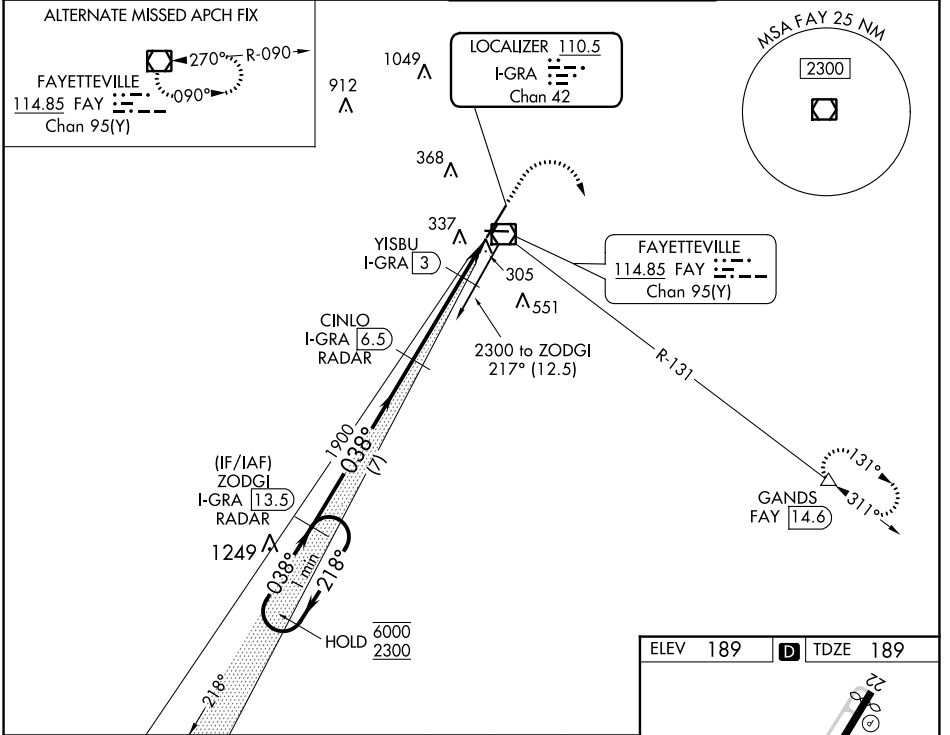 ALTERNATE MISSED APCH FIX
270°
R-090
FAYETTEVILLE
114.85 FAY
Chan 95(Y)
090°
912
1049
LOCALIZER 110.5
I-GRA
Chan 42
MSA FAY 25 NM
2300
368
337
YISBU
I-GRA 3
305
551
FAYETTEVILLE
114.85 FAY
Chan 95(Y)
CINLO
I-GRA 6.5
RADAR
2300 to ZODGI
217° (12.5)
R-131
1900
038°
(7)
(IF/IAF)
ZODGI
I-GRA 13.5
RADAR
1249
038°
1 min
218°
131°
311°
GANDS
FAY 14.6
HOLD 6000
2300
218°
ELEV 189 D TDZE 189
22
P